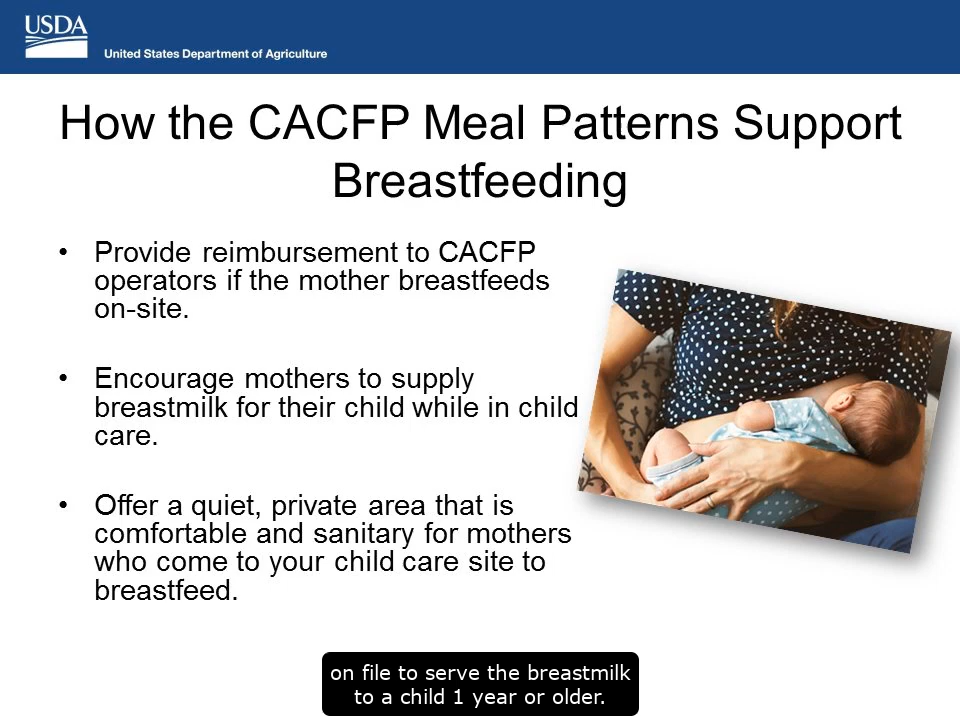 USDA
United States Department of Agriculture
How the CACFP Meal Patterns Support
Breastfeeding
• Provide reimbursement to CACFP
operators if the mother breastfeeds
on-site.
• Encourage mothers to supply
breastmilk for their child while in child
care.
• Offer a quiet, private area that is
comfortable and sanitary for mothers
who come to your child care site to
breastfeed.
on file to serve the breastmilk
to a child 1 year or older.